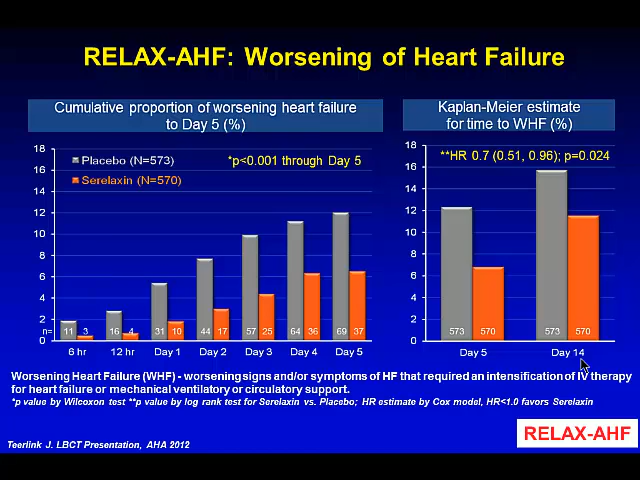 RELAX-AHF: Worsening of Heart Failure
Cumulative proportion of worsening heart failure
to Day 5 (%)
18
16
14
12
10
8
6
4
2
0
Placebo (N=573)
Serelaxin (N=570)
*p<0.001 through Day 5
n= 11 3 16 4 31 10 44 17 57 25 64 36 69 37
6 hr 12 hr Day 1 Day 2 Day 3 Day 4 Day 5
Kaplan-Meier estimate
for time to WHF (%)
18
16
14
12
10
8
6
4
2
0
**HR 0.7 (0.51, 0.96); p=0.024
573 570 573 570
Day 5 Day 14
Worsening Heart Failure (WHF) - worsening signs and/or symptoms of HF that required an intensification of IV therapy
for heart failure or mechanical ventilatory or circulatory support.
*p value by Wilcoxon test **p value by log rank test for Serelaxin vs. Placebo; HR estimate by Cox model, HR<1.0 favors Serelaxin
Teerlink J. LBCT Presentation, AHA 2012
RELAX-AHF